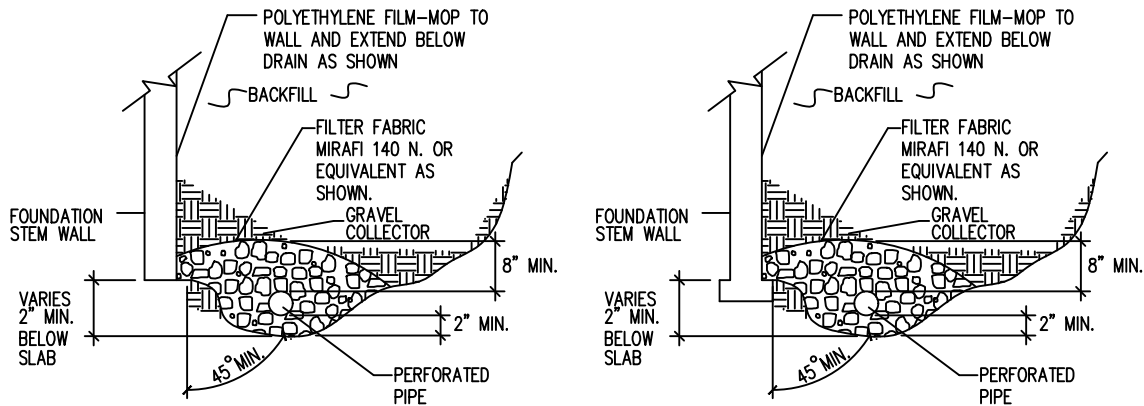 POLYETHYLENE FILM-MOP TO
WALL AND EXTEND BELOW
DRAIN AS SHOWN
BACKFILL
FILTER FABRIC
MIRAFI 140 N. OR
EQUIVALENT AS
SHOWN.
GRAVEL
COLLECTOR
FOUNDATION
STEM WALL
8" MIN.
VARIES
2" MIN.
BELOW
SLAB
2" MIN.
45° MIN.
PERFORATED
PIPE
POLYETHYLENE FILM-MOP TO
WALL AND EXTEND BELOW
DRAIN AS SHOWN
BACKFILL
FILTER FABRIC
MIRAFI 140 N. OR
EQUIVALENT AS
SHOWN.
GRAVEL
COLLECTOR
FOUNDATION
STEM WALL
8" MIN.
VARIES
2" MIN.
BELOW
SLAB
2" MIN.
45° MIN.
PERFORATED
PIPE